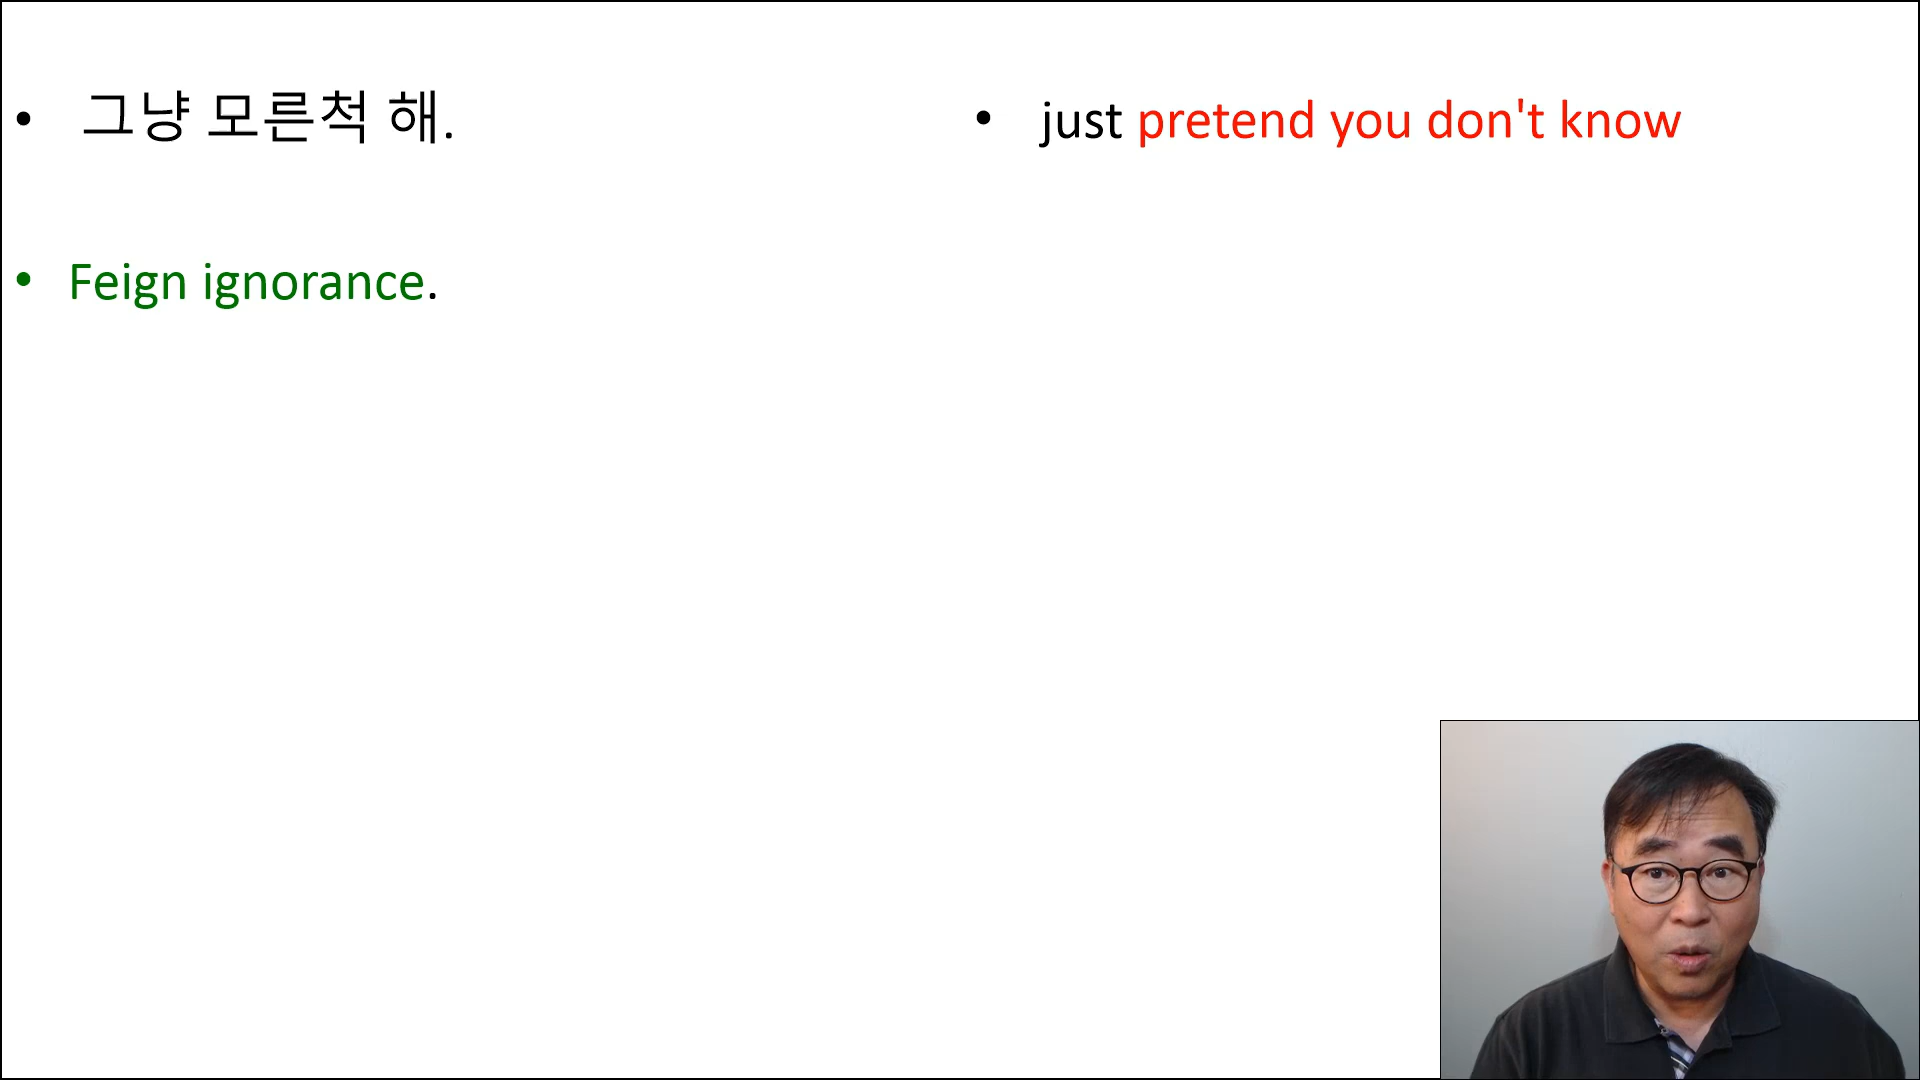 • 그냥 모른척 해.
• just pretend you don't know
• Feign ignorance.